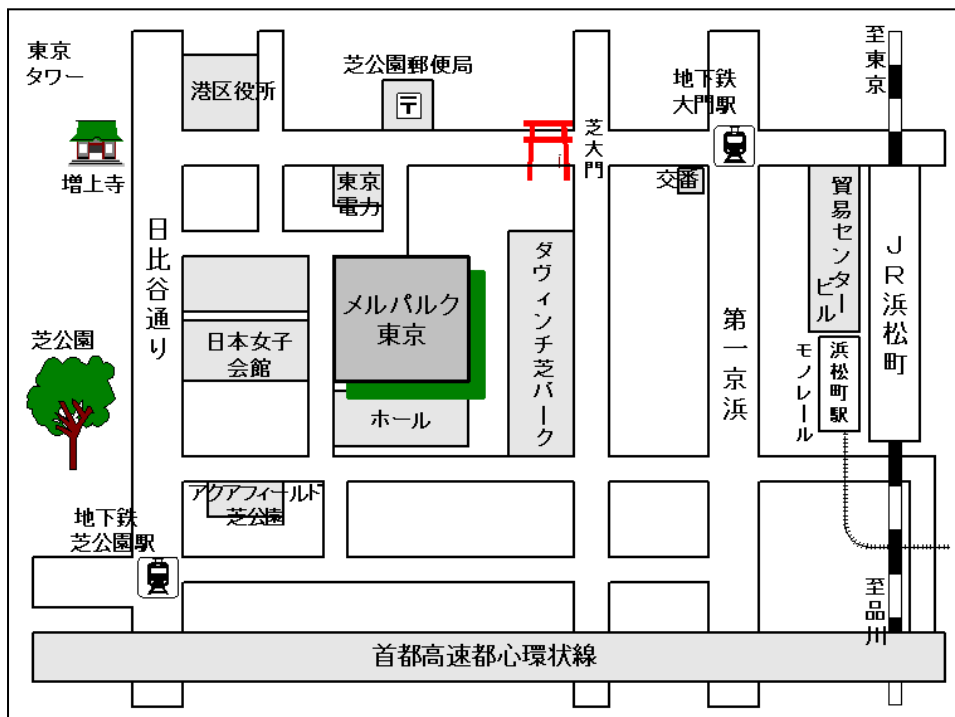 東京
タワー
港区役所
芝公園郵便局
〒
地下鉄
大門駅
至東京
芝大門
増上寺
東京
電力
交番
貿易センター
ビル
JR浜松町
日比谷通り
メルパルク
東京
ダヴィンチ芝パーク
第一京浜
日本女子
会館
芝公園
ホール
モノレール
浜松町駅
アクアフィールド
芝公園
地下鉄
芝公園駅
至品川
首都高速都心環状線